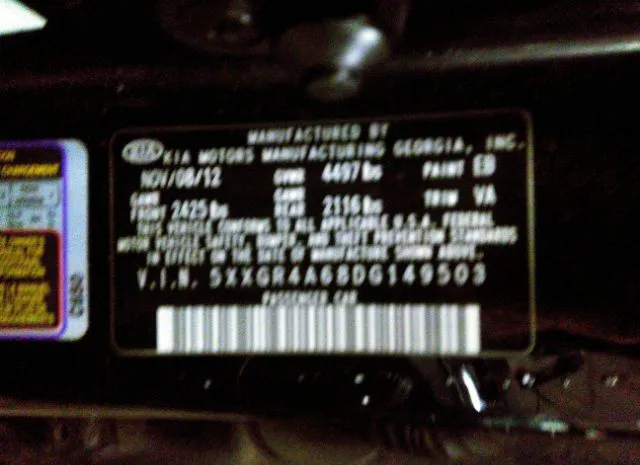 MANUFACTURED BY
KIA KIA MOTORS MANUFACTURING GEORGIA, INC.
NOV/08/12 GVWR 4497 lbs PAINT EB
GAWR FRONT 2425 lbs GAWR REAR 2116 lbs TRIM VA
THIS VEHICLE CONFORMS TO ALL APPLICABLE U.S.A. FEDERAL
MOTOR VEHICLE SAFETY, BUMPER, AND THEFT PREVENTION STANDARDS
IN EFFECT ON THE DATE OF MANUFACTURE SHOWN ABOVE.
V.I.N. 5XXGR4A68DG149503
PASSENGER CAR